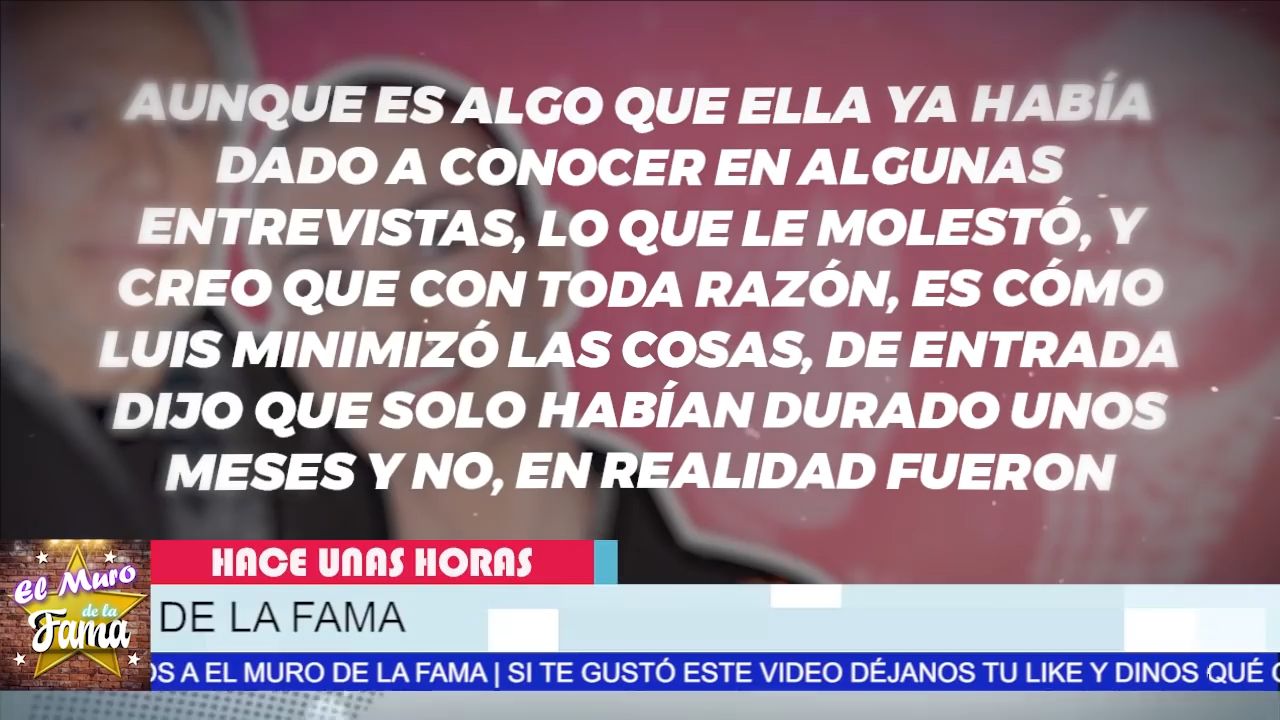 AUNQUE ES ALGO QUE ELLA YA HABÍA
DADO A CONOCER EN ALGUNAS
ENTREVISTAS, LO QUE LE MOLESTÓ, Y
CREO QUE CON TODA RAZÓN, ES CÓMO
LUIS MINIMIZÓ LAS COSAS, DE ENTRADA
DIJO QUE SOLO HABÍAN DURADO UNOS
MESES Y NO, EN REALIDAD FUERON
HACE UNAS HORAS
El Muro
de la
Fama
DE LA FAMA
OS A EL MURO DE LA FAMA | SI TE GUSTÓ ESTE VIDEO DÉJANOS TU LIKE Y DINOS QUÉ